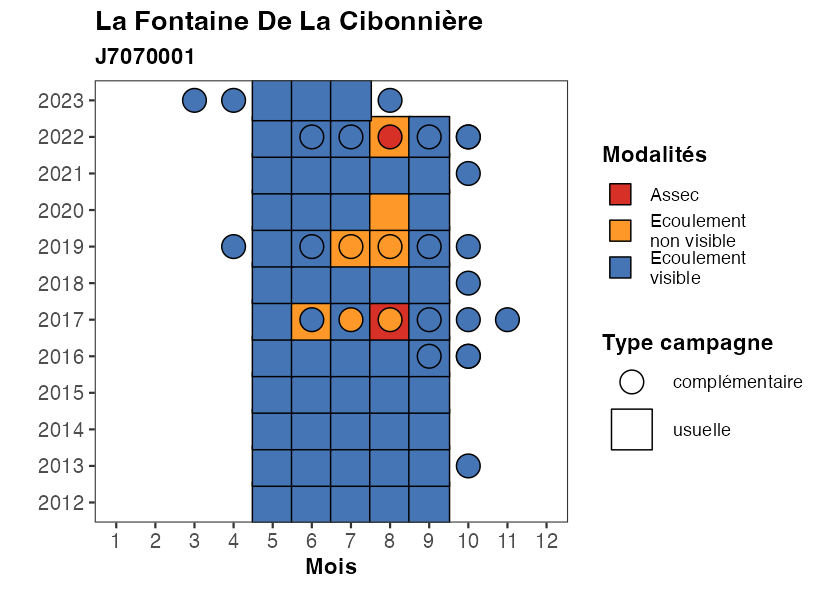 La Fontaine De La Cibonnière
J7070001
2023
2022
2021
2020
2019
2018
2017
2016
2015
2014
2013
2012
1 2 3 4 5 6 7 8 9 10 11 12
Mois
Modalités
Assec
Ecoulement
non visible
Ecoulement
visible
Type campagne
complémentaire
usuelle